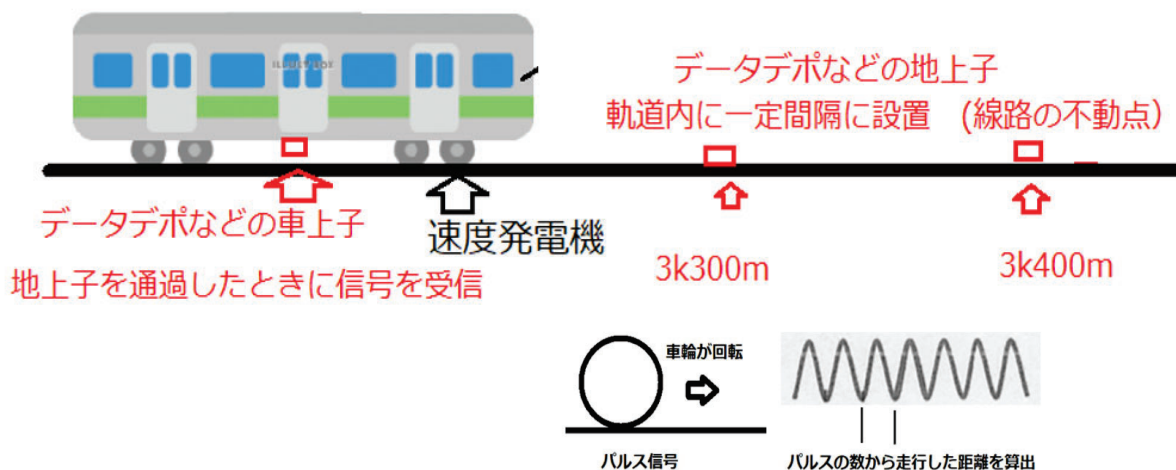 ILLUST BOX
データデポなどの地上子
軌道内に一定間隔に設置 (線路の不動点)
データデポなどの車上子
地上子を通過したときに信号を受信
速度発電機
3k300m
3k400m
車輪が回転
パルス信号
パルスの数から走行した距離を算出